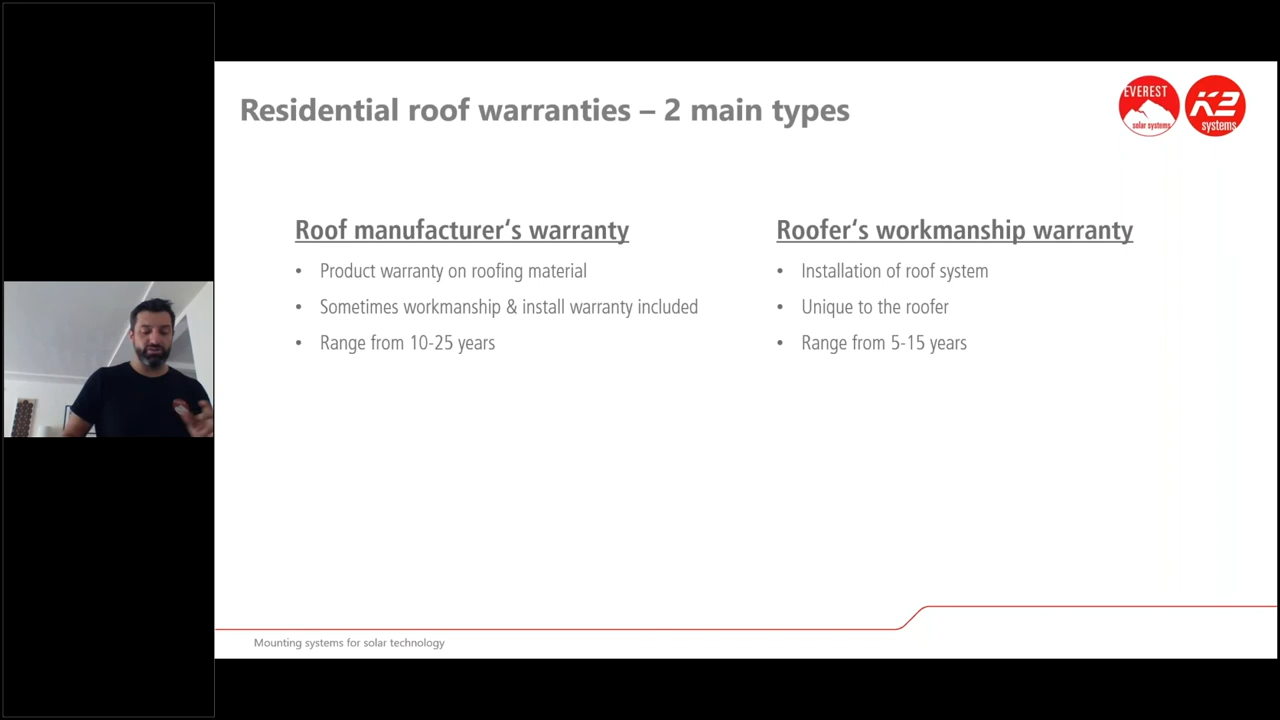 Residential roof warranties – 2 main types
EVEREST
solar systems
K2
systems
Roof manufacturer‘s warranty
• Product warranty on roofing material
• Sometimes workmanship & install warranty included
• Range from 10-25 years
Roofer‘s workmanship warranty
• Installation of roof system
• Unique to the roofer
• Range from 5-15 years
Mounting systems for solar technology